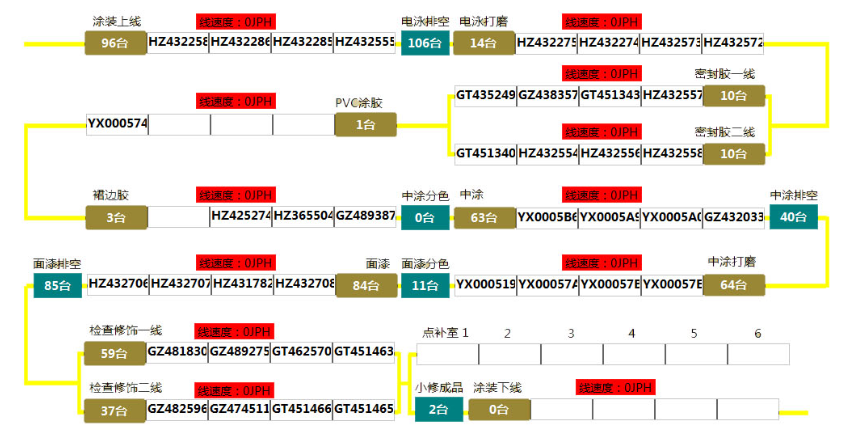 涂装上线 线速度：0JPH 电泳排空 电泳打磨 线速度：0JPH
96台 HZ432258 HZ432286 HZ432285 HZ432555 106台 14台 HZ432275 HZ432274 HZ432573 HZ432572
线速度：0JPH 密封胶一线
GT435249 GZ438357 GT451343 HZ432557 10台
线速度：0JPH PVC涂胶
YX000574 1台
线速度：0JPH 密封胶二线
GT451340 HZ432554 HZ432556 HZ432558 10台
裙边胶 线速度：0JPH 中涂分色 中涂 线速度：0JPH 中涂排空
3台 HZ425274 HZ365504 GZ489387 0台 63台 YX0005B6 YX0005A9 YX0005A0 GZ432033 40台
面漆排空 线速度：0JPH 面漆 面漆分色 线速度：0JPH 中涂打磨
85台 HZ432706 HZ432707 HZ431782 HZ432708 84台 11台 YX000519 YX00057A YX00057E YX00057B 64台
检查修饰一线 线速度：0JPH 点补室 1 2 3 4 5 6
59台 GZ481830 GZ489275 GT462570 GT451463
检查修饰二线 线速度：0JPH 小修成品 涂装下线 线速度：0JPH
37台 GZ482596 GZ474511 GT451466 GT451465 2台 0台